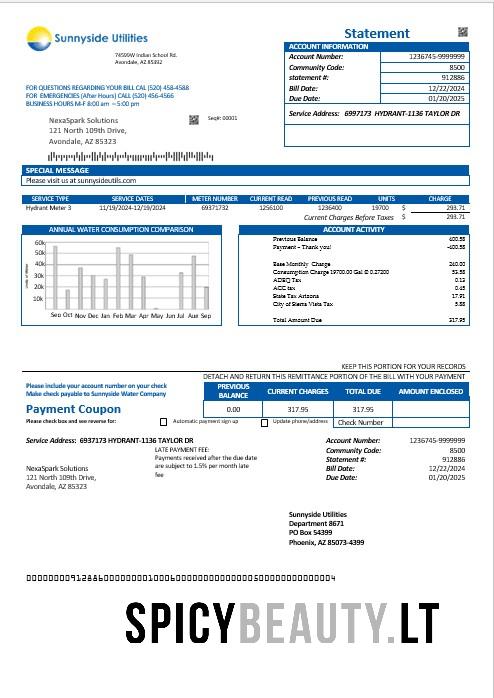 Sunnyside Utilities
74599W Indian School Rd.
Avondale, AZ 85392
Statement
ACCOUNT INFORMATION
Account Number: 1236745-9999999
Community Code: 8500
statement #: 912886
Bill Date: 12/22/2024
Due Date: 01/20/2025
Service Address: 6997173 HYDRANT-1136 TAYLOR DR
FOR QUESTIONS REGARDING YOUR BILL CAL (520) 458-4588
FOR EMERGENCIES (After Hours) CALL (520) 456-4566
BUSINESS HOURS M-F 8:00 am ~5:00 pm
NexaSpark Solutions
121 North 109th Drive,
Avondale, AZ 85323
Seq#: 00001
SPECIAL MESSAGE
Please visit us at sunnysideutils.com
SERVICE TYPE SERVICE DATES METER NUMBER CURRENT READ PREVIOUS READ UNITS CHARGE
Hydrant Meter 3 11/19/2024-12/19/2024 69371732 1256100 1236400 19700 $ 293.71
Current Charges Before Taxes $ 293.71
ANNUAL WATER CONSUMPTION COMPARISON
60k
50k
40k
30k
20k
10k
Sep Oct Nov Dec Jan Feb Mar Apr May Jun Jul Aue Sep
ACCOUNT ACTIVITY
Previous Balance 400.58
Payment - Thank you! -400.58
Base Monthly Charge 240.00
Consumption Charge 19700.00 Gal @ 0.27200 53.58
ADEQ Tax 0.13
ACC tax 0.45
State Tax Arizona 17.91
City of Sierra Vista Tax 5.88
Total Amount Due 317.95
KEEP THIS PORTION FOR YOUR RECORDS
DETACH AND RETURN THIS REMITTANCE PORTION OF THE BILL WITH YOUR PAYMENT
Please include your account number on your check
Make check payable to Sunnyside Water Company
PREVIOUS BALANCE CURRENT CHARGES TOTAL DUE AMOUNT ENCLOSED
Payment Coupon
0.00 317.95 317.95
Please check box and see reverse for: Automatic payment sign up Update phone/address Check Number
Service Address: 6937173 HYDRANT-1136 TAYLOR DR
LATE PAYMENT FEE:
Payments received after the due date
are subject to 1.5% per month late
fee
NexaSpark Solutions
121 North 109th Drive,
Avondale, AZ 85323
Account Number: 1236745-9999999
Community Code: 8500
Statement #: 912886
Bill Date: 12/22/2024
Due Date: 01/20/2025
Sunnyside Utilities
Department 8671
PO Box 54399
Phoenix, AZ 85073-4399
SPICYBEAUTY.LT